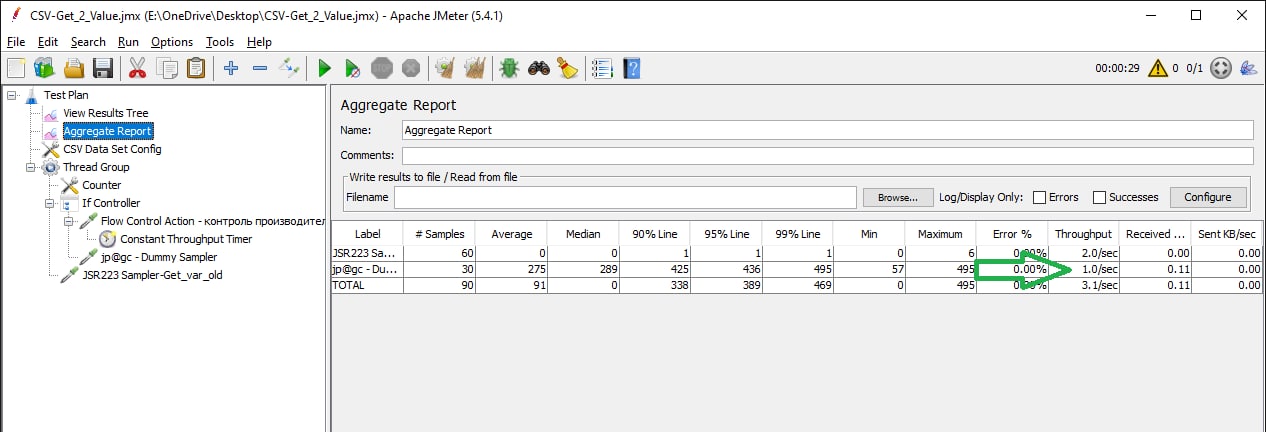 CSV-Get_2_Value.jmx (E:\OneDrive\Desktop\CSV-Get_2_Value.jmx) - Apache JMeter (5.4.1)
File Edit Search Run Options Tools Help
00:00:29 0 0/1
Test Plan
View Results Tree
Aggregate Report
CSV Data Set Config
Thread Group
Counter
If Controller
Flow Control Action - контроль производител
Constant Throughput Timer
jp@gc - Dummy Sampler
JSR223 Sampler-Get_var_old
Aggregate Report
Name: Aggregate Report
Comments:
Write results to file / Read from file
Filename Browse... Log/Display Only: Errors Successes Configure
Label # Samples Average Median 90% Line 95% Line 99% Line Min Maximum Error % Throughput Received ... Sent KB/sec
JSR223 Sa... 60 0 0 1 1 1 0 6 0.00% 2.0/sec 0.00 0.00
jp@gc - Du... 30 275 289 425 436 495 57 495 0.00% 1.0/sec 0.11 0.00
TOTAL 90 91 0 338 389 469 0 495 0.00% 3.1/sec 0.11 0.00